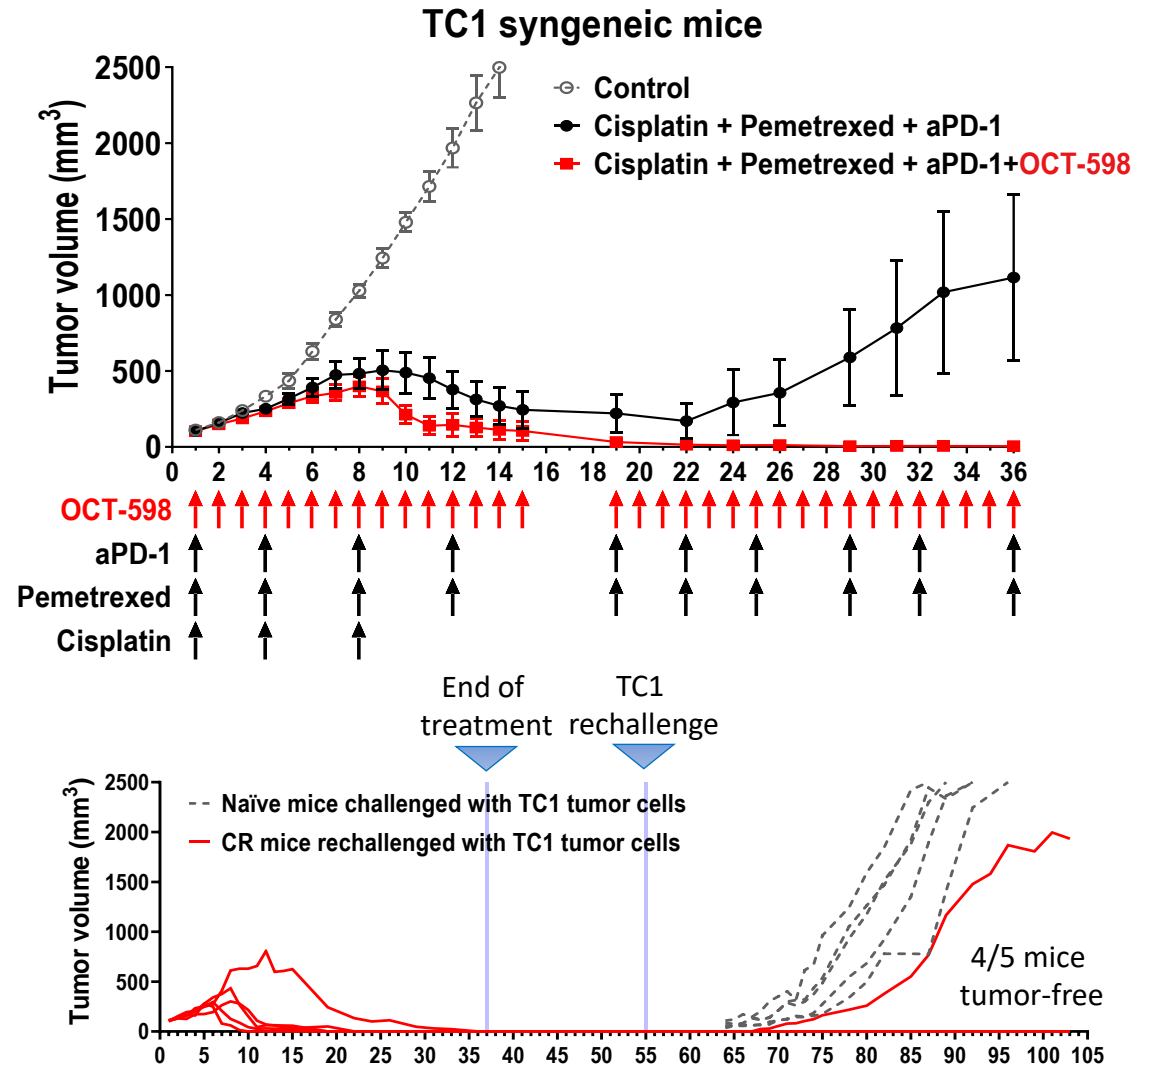 TC1 syngeneic mice
Tumor volume (mm³)
2500
2000
1500
1000
500
0
Control
Cisplatin + Pemetrexed + aPD-1
Cisplatin + Pemetrexed + aPD-1+OCT-598
0 2 4 6 8 10 12 14 16 18 20 22 24 26 28 30 32 34 36
OCT-598
aPD-1
Pemetrexed
Cisplatin
End of
treatment
TC1
rechallenge
Tumor volume (mm³)
2500
2000
1500
1000
500
0
Naïve mice challenged with TC1 tumor cells
CR mice rechallenged with TC1 tumor cells
4/5 mice
tumor-free
0 5 10 15 20 25 30 35 40 45 50 55 60 65 70 75 80 85 90 95 100 105